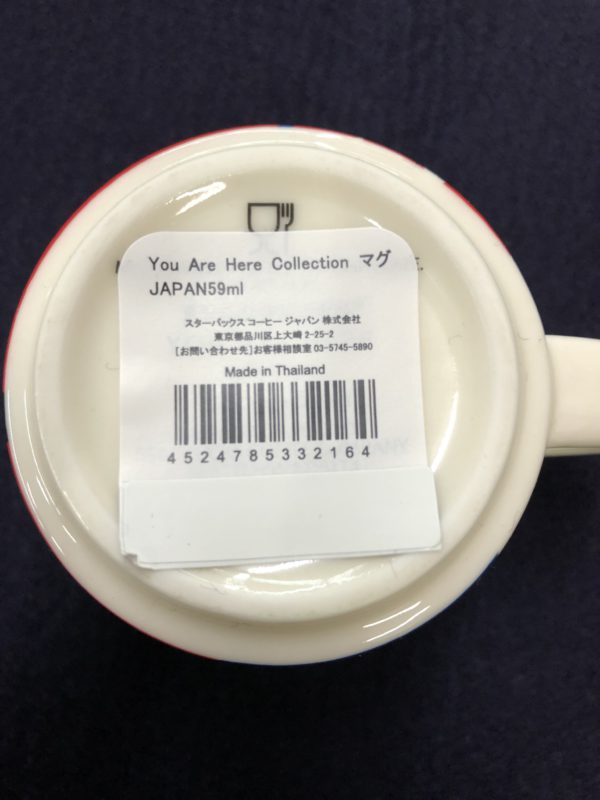 You Are Here Collection マグ
JAPAN59ml
スターバックス コーヒー ジャパン 株式会社
東京都品川区上大崎 2-25-2
[お問い合わせ先]お客様相談室 03-5745-5890
Made in Thailand
4524785332164